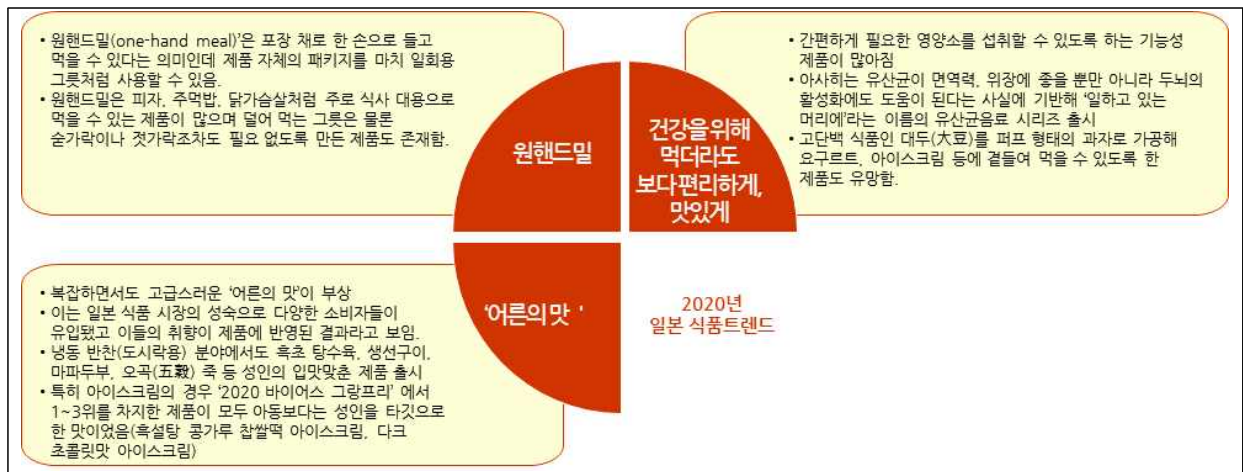 • 원핸드밀(one-hand meal)'은 포장 채로 한 손으로 들고
먹을 수 있다는 의미인데 제품 자체의 패키지를 마치 일회용
그릇처럼 사용할 수 있음.
• 원핸드밀은 피자, 주먹밥, 닭가슴살처럼 주로 식사 대용으로
먹을 수 있는 제품이 많으며 덜어 먹는 그릇은 물론
숟가락이나 젓가락조차도 필요 없도록 만든 제품도 존재함.
원핸드밀
건강을 위해
먹더라도
보다 편리하게,
맛있게
• 간편하게 필요한 영양소를 섭취할 수 있도록 하는 기능성
제품이 많아짐
• 아사히는 유산균이 면역력, 위장에 좋을 뿐만 아니라 두뇌의
활성화에도 도움이 된다는 사실에 기반해 '일하고 있는
머리에'라는 이름의 유산균음료 시리즈 출시
• 고단백 식품인 대두(大豆)를 퍼프 형태의 과자로 가공해
요구르트, 아이스크림 등에 곁들여 먹을 수 있도록 한
제품도 유망함.
• 복잡하면서도 고급스러운 '어른의 맛'이 부상
• 이는 일본 식품 시장의 성숙으로 다양한 소비자들이
유입됐고 이들의 취향이 제품에 반영된 결과라고 보임.
• 냉동 반찬(도시락용) 분야에서도 흑초 탕수육, 생선구이,
마파두부, 오곡(五穀) 죽 등 성인의 입맛맞춘 제품 출시
• 특히 아이스크림의 경우 '2020 바이어스 그랑프리' 에서
1~3위를 차지한 제품이 모두 아동보다는 성인을 타깃으로
한 맛이었음(흑설탕 콩가루 찹쌀떡 아이스크림, 다크
초콜릿맛 아이스크림)
'어른의 맛 '
2020년
일본 식품트렌드